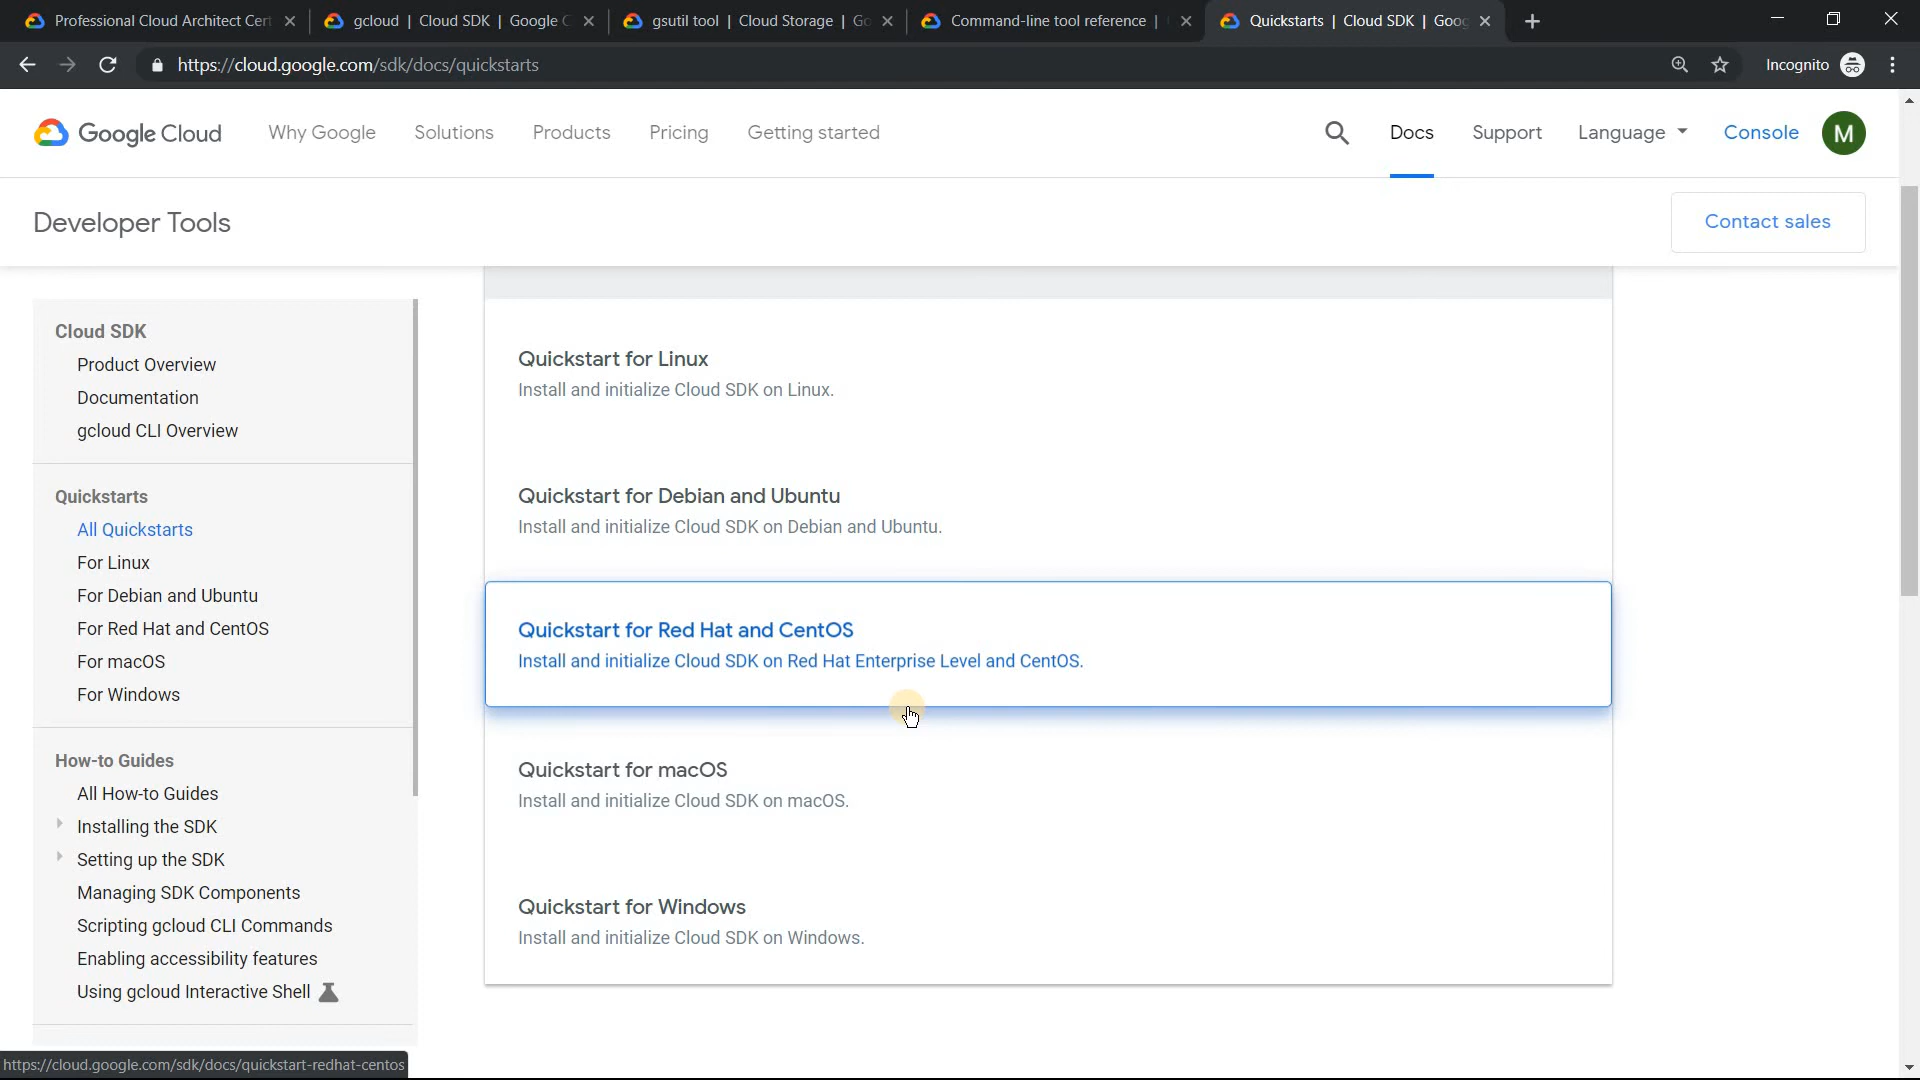 Professional Cloud Architect Cert
gcloud | Cloud SDK | Google C
gsutil tool | Cloud Storage | Go
Command-line tool reference |
Quickstarts | Cloud SDK | Goog
https://cloud.google.com/sdk/docs/quickstarts
Incognito
Google Cloud
Why Google
Solutions
Products
Pricing
Getting started
Docs
Support
Language
Console
M
Developer Tools
Contact sales
Cloud SDK
Product Overview
Documentation
gcloud CLI Overview
Quickstarts
All Quickstarts
For Linux
For Debian and Ubuntu
For Red Hat and CentOS
For macOS
For Windows
How-to Guides
All How-to Guides
Installing the SDK
Setting up the SDK
Managing SDK Components
Scripting gcloud CLI Commands
Enabling accessibility features
Using gcloud Interactive Shell
Quickstart for Linux
Install and initialize Cloud SDK on Linux.
Quickstart for Debian and Ubuntu
Install and initialize Cloud SDK on Debian and Ubuntu.
Quickstart for Red Hat and CentOS
Install and initialize Cloud SDK on Red Hat Enterprise Level and CentOS.
Quickstart for macOS
Install and initialize Cloud SDK on macOS.
Quickstart for Windows
Install and initialize Cloud SDK on Windows.
https://cloud.google.com/sdk/docs/quickstart-redhat-centos